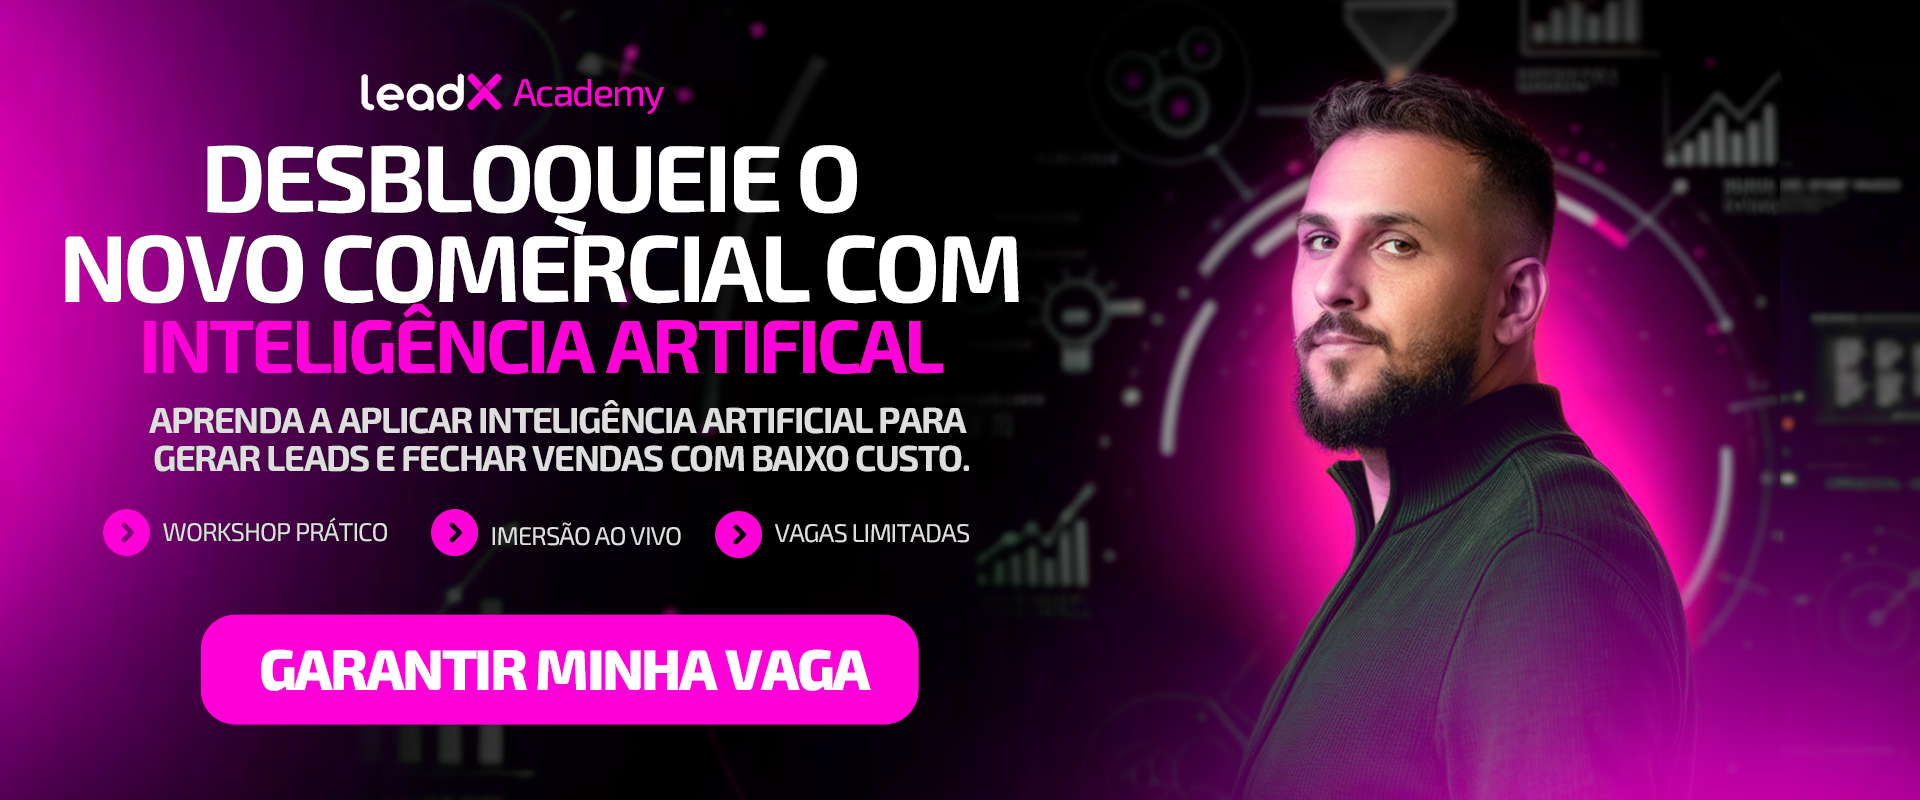 leadX Academy
DESBLOQUEIE O
NOVO COMÈRCIAL COM
INTELIGÊNCIA ARTIFICAL
APRENDA A APLICAR INTELIGÊNCIA ARTIFICIAL PARA
GERAR LEADS E FECHAR VENDAS COM BAIXO CUSTO.
WORKSHOP PRÁTICO
IMERSÃO AO VIVO
VAGAS LIMITADAS
GARANTIR MINHA VAGA